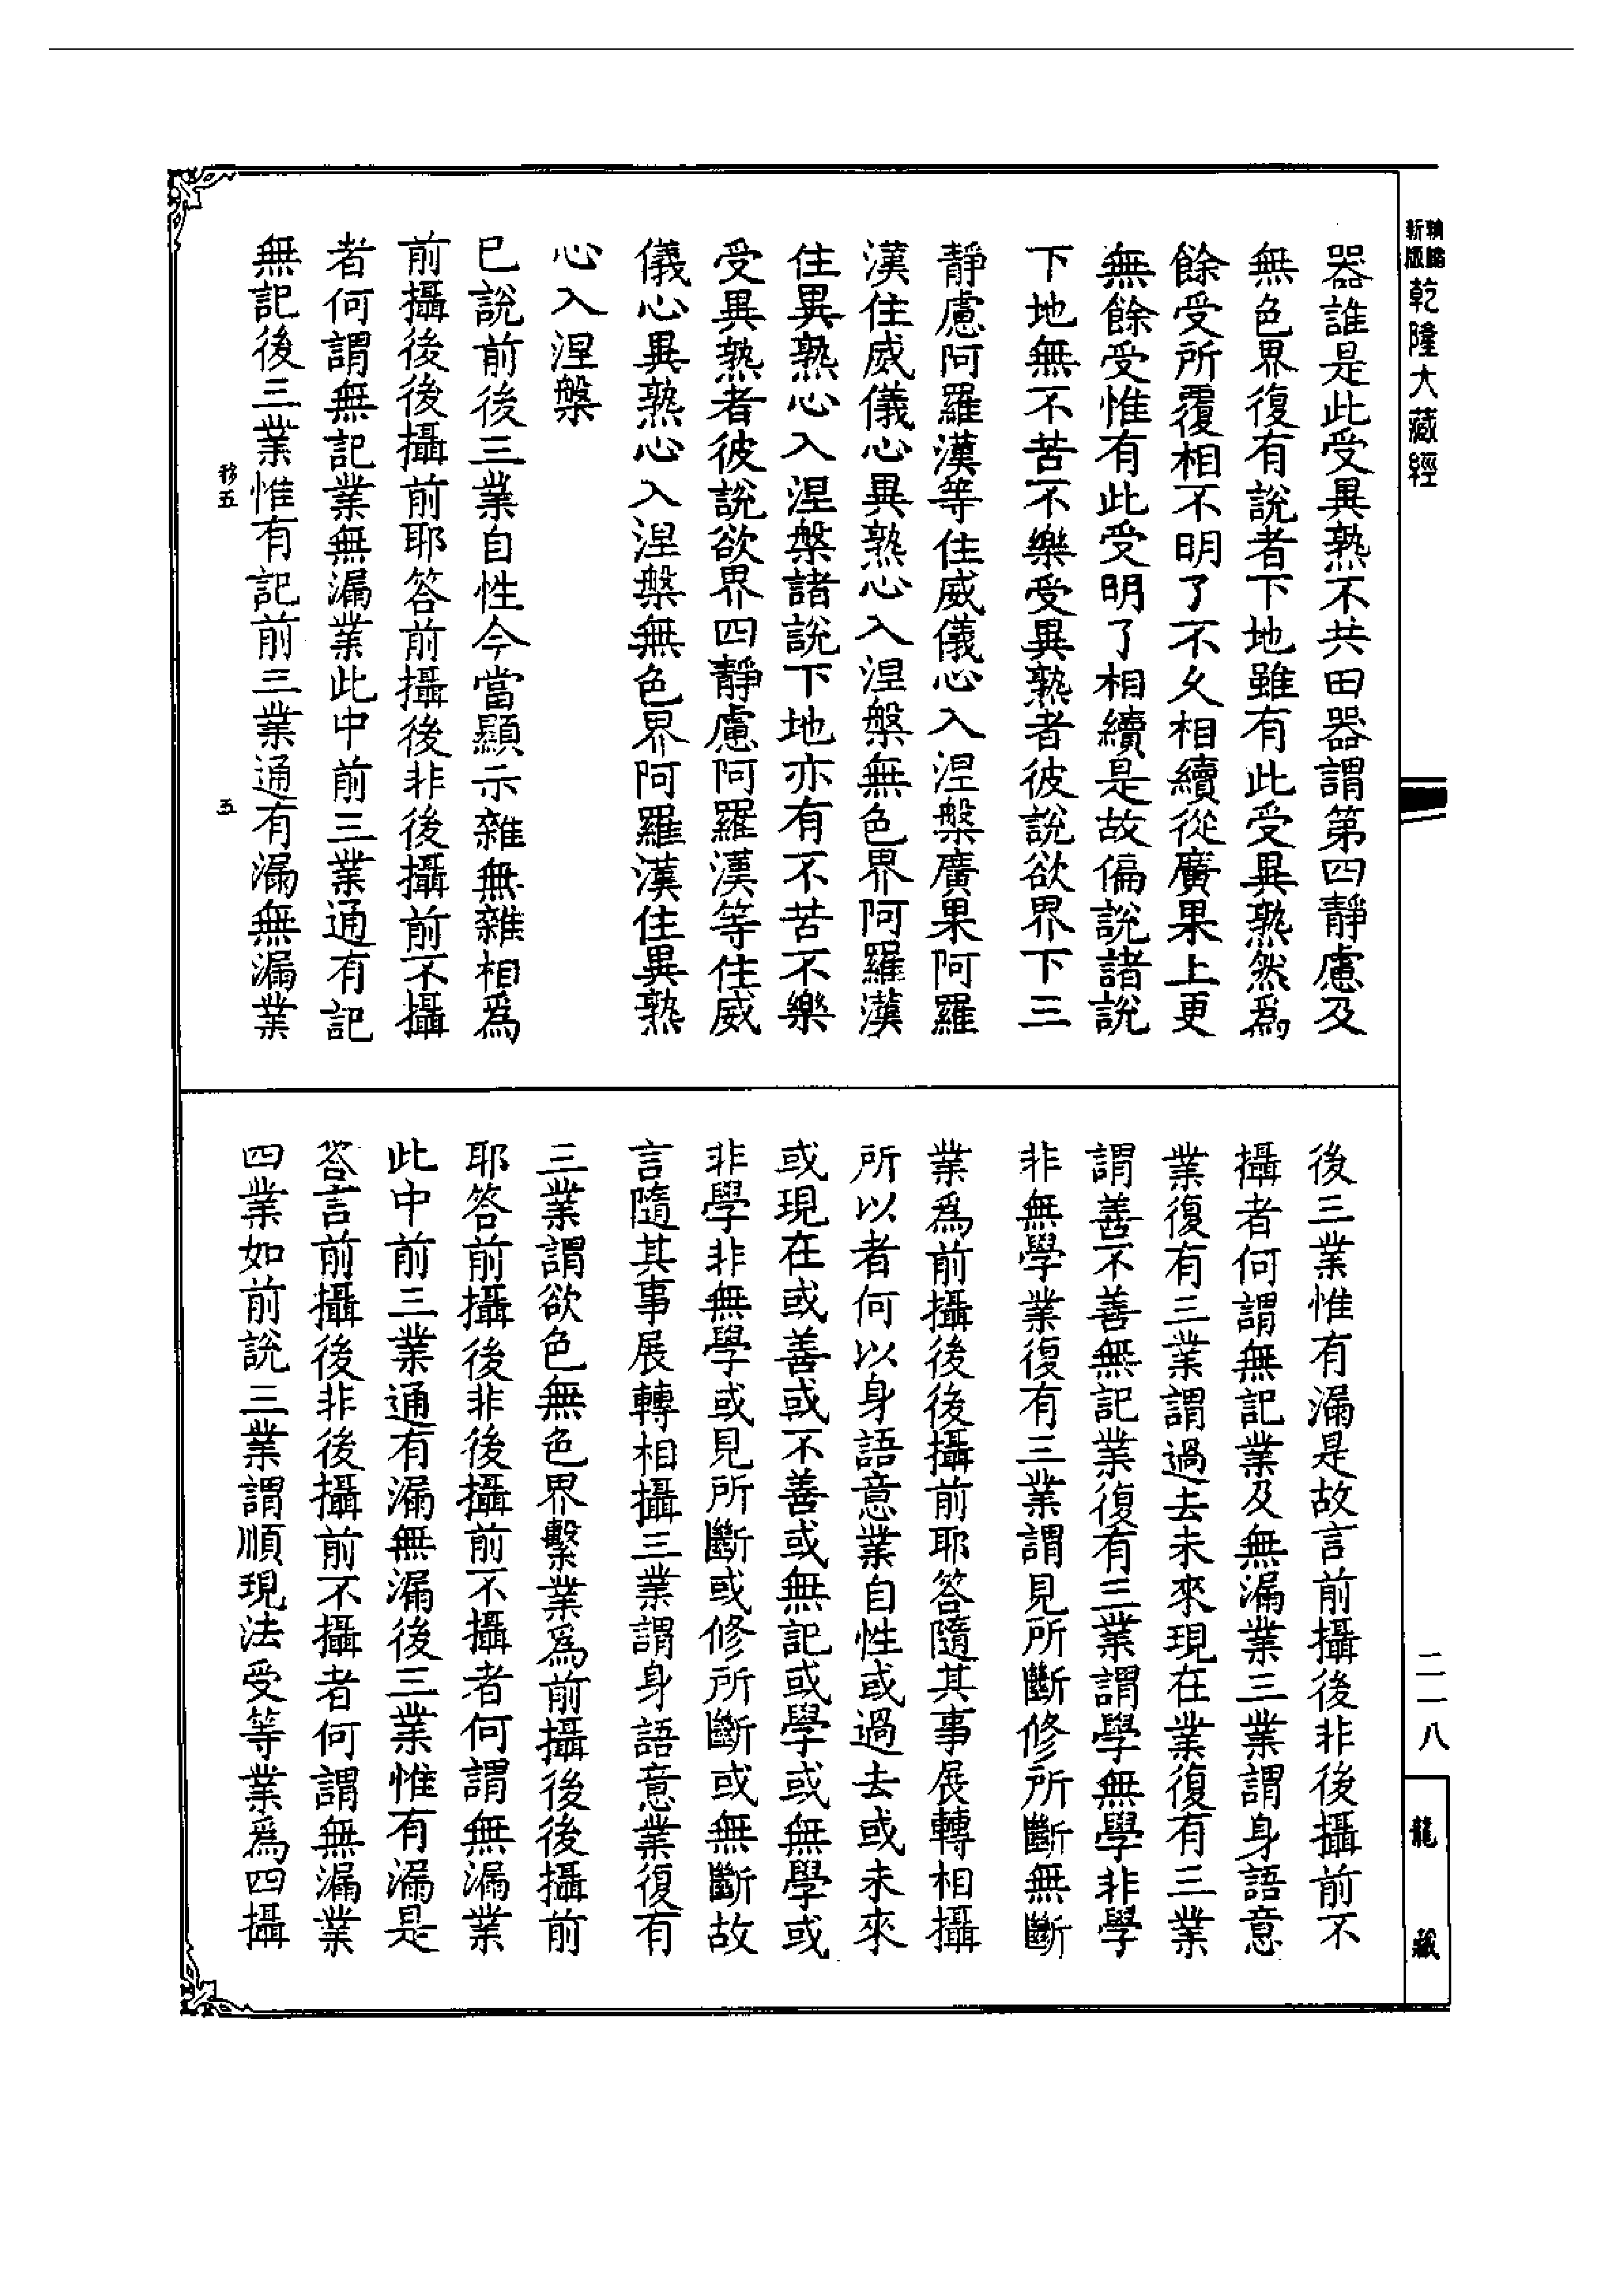 新版
乾隆大藏經
二一八
龍藏
器誰是此受異熟不共田器謂第四靜慮及
無色界復有說者下地雖有此受異熟然爲
餘受所覆相不明了不久相續從廣果上更
無餘受惟有此受明了相續是故偏說諸說
下地無不苦不樂受異熟者彼說欲界下三
靜慮阿羅漢等住威儀心入涅槃廣果阿羅
漢住威儀心異熟心入涅槃無色界阿羅漢
住異熟心入涅槃諸說下地亦有不苦不樂
受異熟者彼說欲界四靜慮阿羅漢等住威
儀心異熟心入涅槃無色界阿羅漢住異熟
心入涅槃
已說前後三業自性今當顯示雜無雜相爲
前攝後後攝前耶答前攝後非後攝前不攝
者何謂無記業無漏業此中前三業通有記
無記後三業惟有記前三業通有漏無漏業
五
後三業惟有漏是故言前攝後非後攝前不
攝者何謂無記業及無漏業三業謂身語意
業復有三業謂過去未來現在業復有三業
謂善不善無記業復有三業謂學無學非學
非無學業復有三業謂見所斷修所斷無斷
業爲前攝後後攝前耶答隨其事展轉相攝
所以者何以身語意業自性或過去或未來
或現在或善或不善或無記或學或無學或
非學非無學或見所斷或修所斷或無斷故
言隨其事展轉相攝三業謂身語意業復有
三業謂欲色無色界繫業爲前攝後後攝前
耶答前攝後非後攝前不攝者何謂無漏業
此中前三業通有漏無漏後三業惟有漏是
答言前攝後非後攝前不攝者何謂無漏業
四業如前說三業謂順現法受等業爲四攝